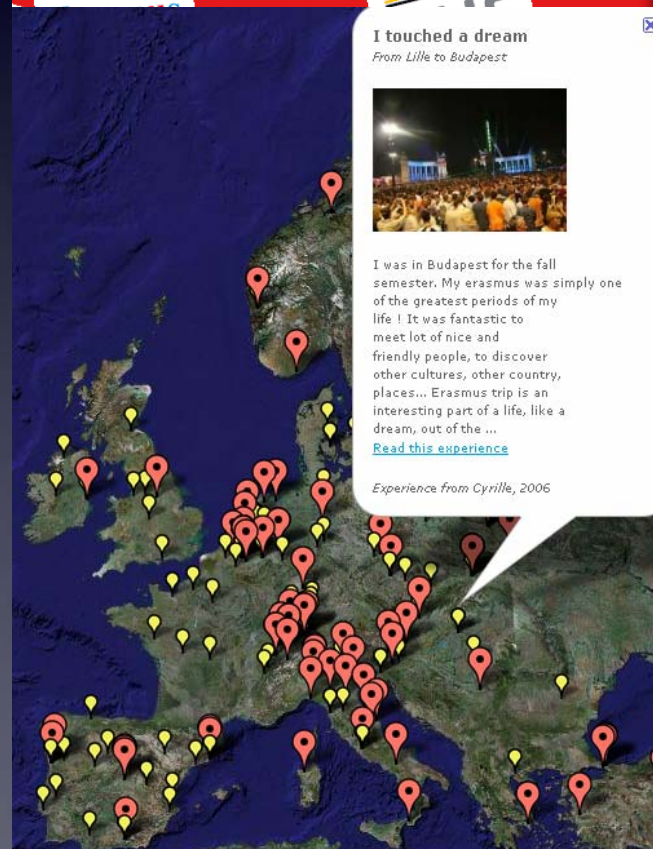 I touched a dream
From Lille to Budapest
I was in Budapest for the fall
semester. My erasmus was simply one
of the greatest periods of my
life ! It was fantastic to
meet lot of nice and
friendly people, to discover
other cultures, other country,
places... Erasmus trip is an
interesting part of a life, like a
dream, out of the ...
Read this experience
Experience from Cyrille, 2006